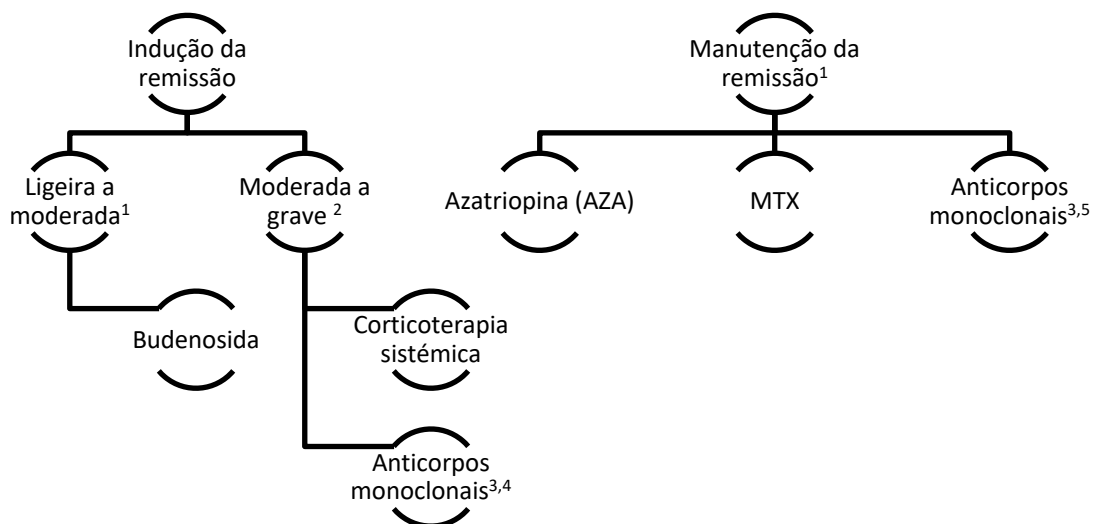 Indução da
remissão
Ligeira a
moderada¹
Budenosida
Moderada a
grave ²
Corticoterapia
sistémica
Anticorpos
monoclonais³,⁴
Manutenção da
remissão¹
Azatriopina (AZA)
MTX
Anticorpos
monoclonais³,⁵